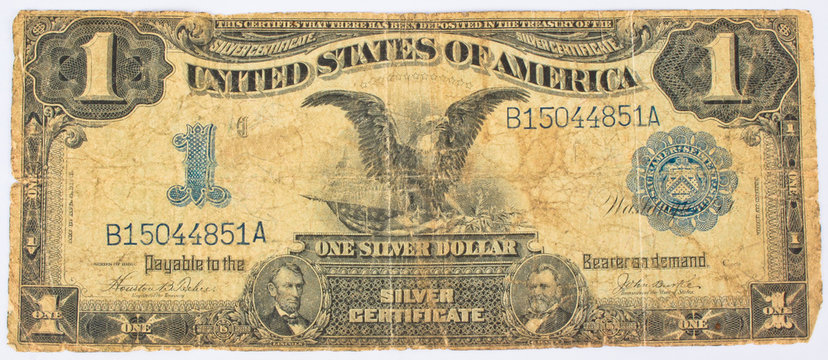 THIS CERTIFIES THAT THERE HAS BEEN DEPOSITED IN THE TREASURY OF THE
SILVER CERTIFICATE. SILVER CERTIFICATE.
1 UNITED STATES OF AMERICA 1
B15044851A
1
B15044851A
ONE SILVER DOLLAR
Payable to the Bearer on demand.
SILVER
CERTIFICATE
ONE ONE ONE ONE